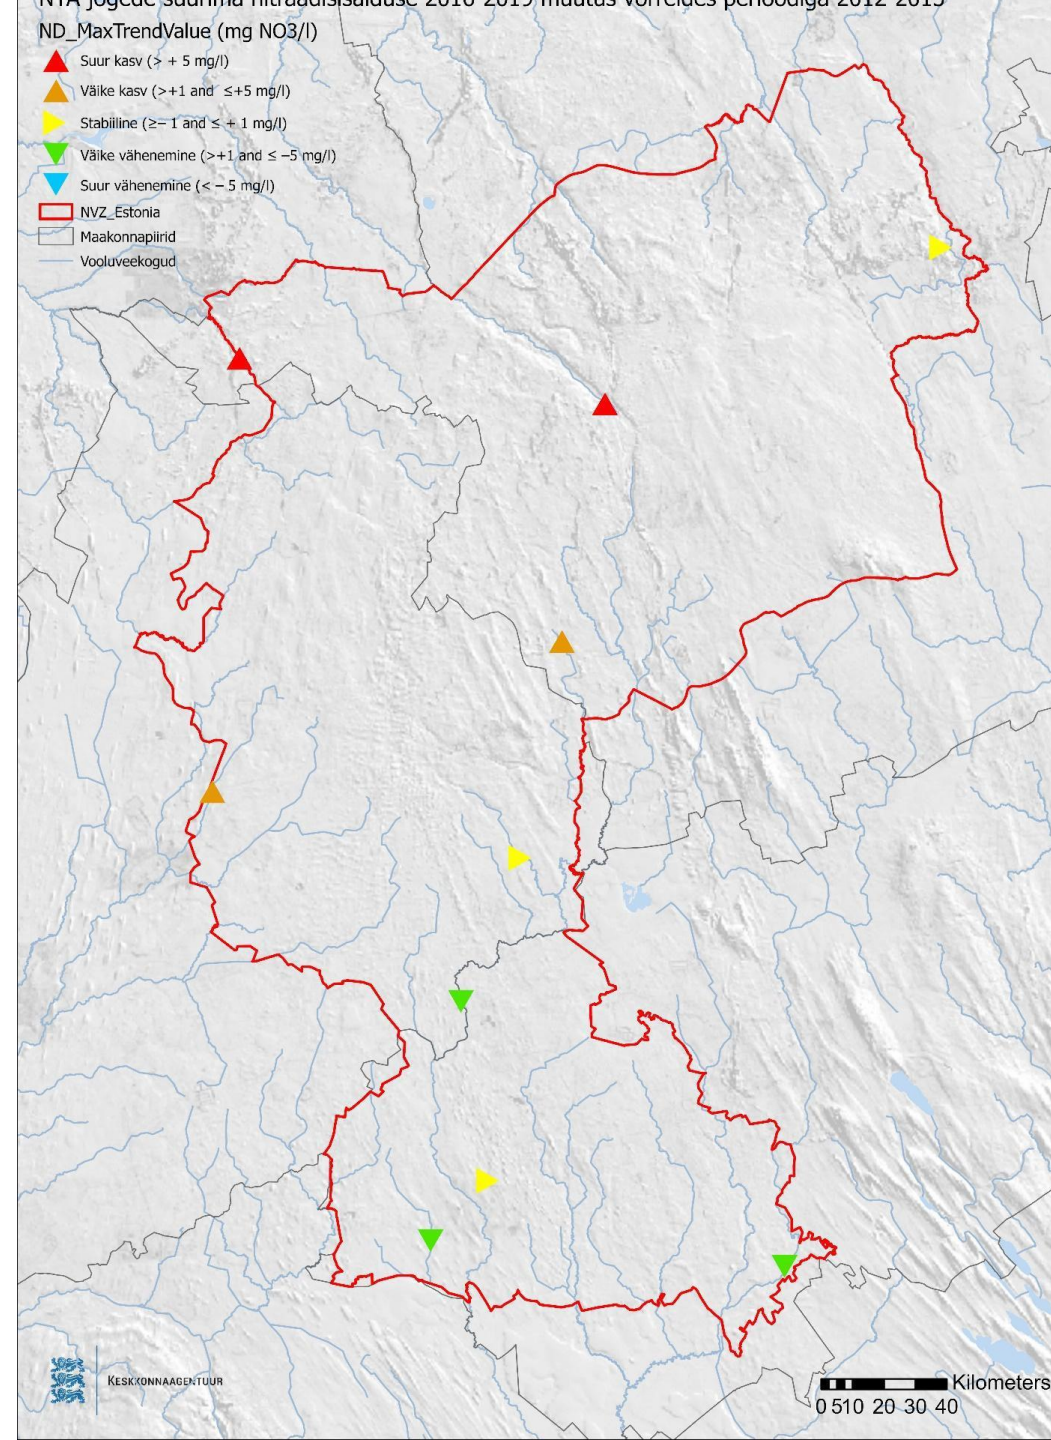 NTA jõgede suurima nitraadisisalduse 2016-2019 muutus võrreldes perioodiga 2012-2015
ND_MaxTrendValue (mg NO3/l)
Suur kasv (> + 5 mg/l)
Väike kasv (>+1 and ≤+5 mg/l)
Stabiiline (≥− 1 and ≤ + 1 mg/l)
Väike vähenemine (>+1 and ≤ −5 mg/l)
Suur vähenemine (< − 5 mg/l)
NVZ_Estonia
Maakonnapiirid
Vooluveekogud
KESKKONNAAGENTUUR
Kilometers
0 5 10 20 30 40